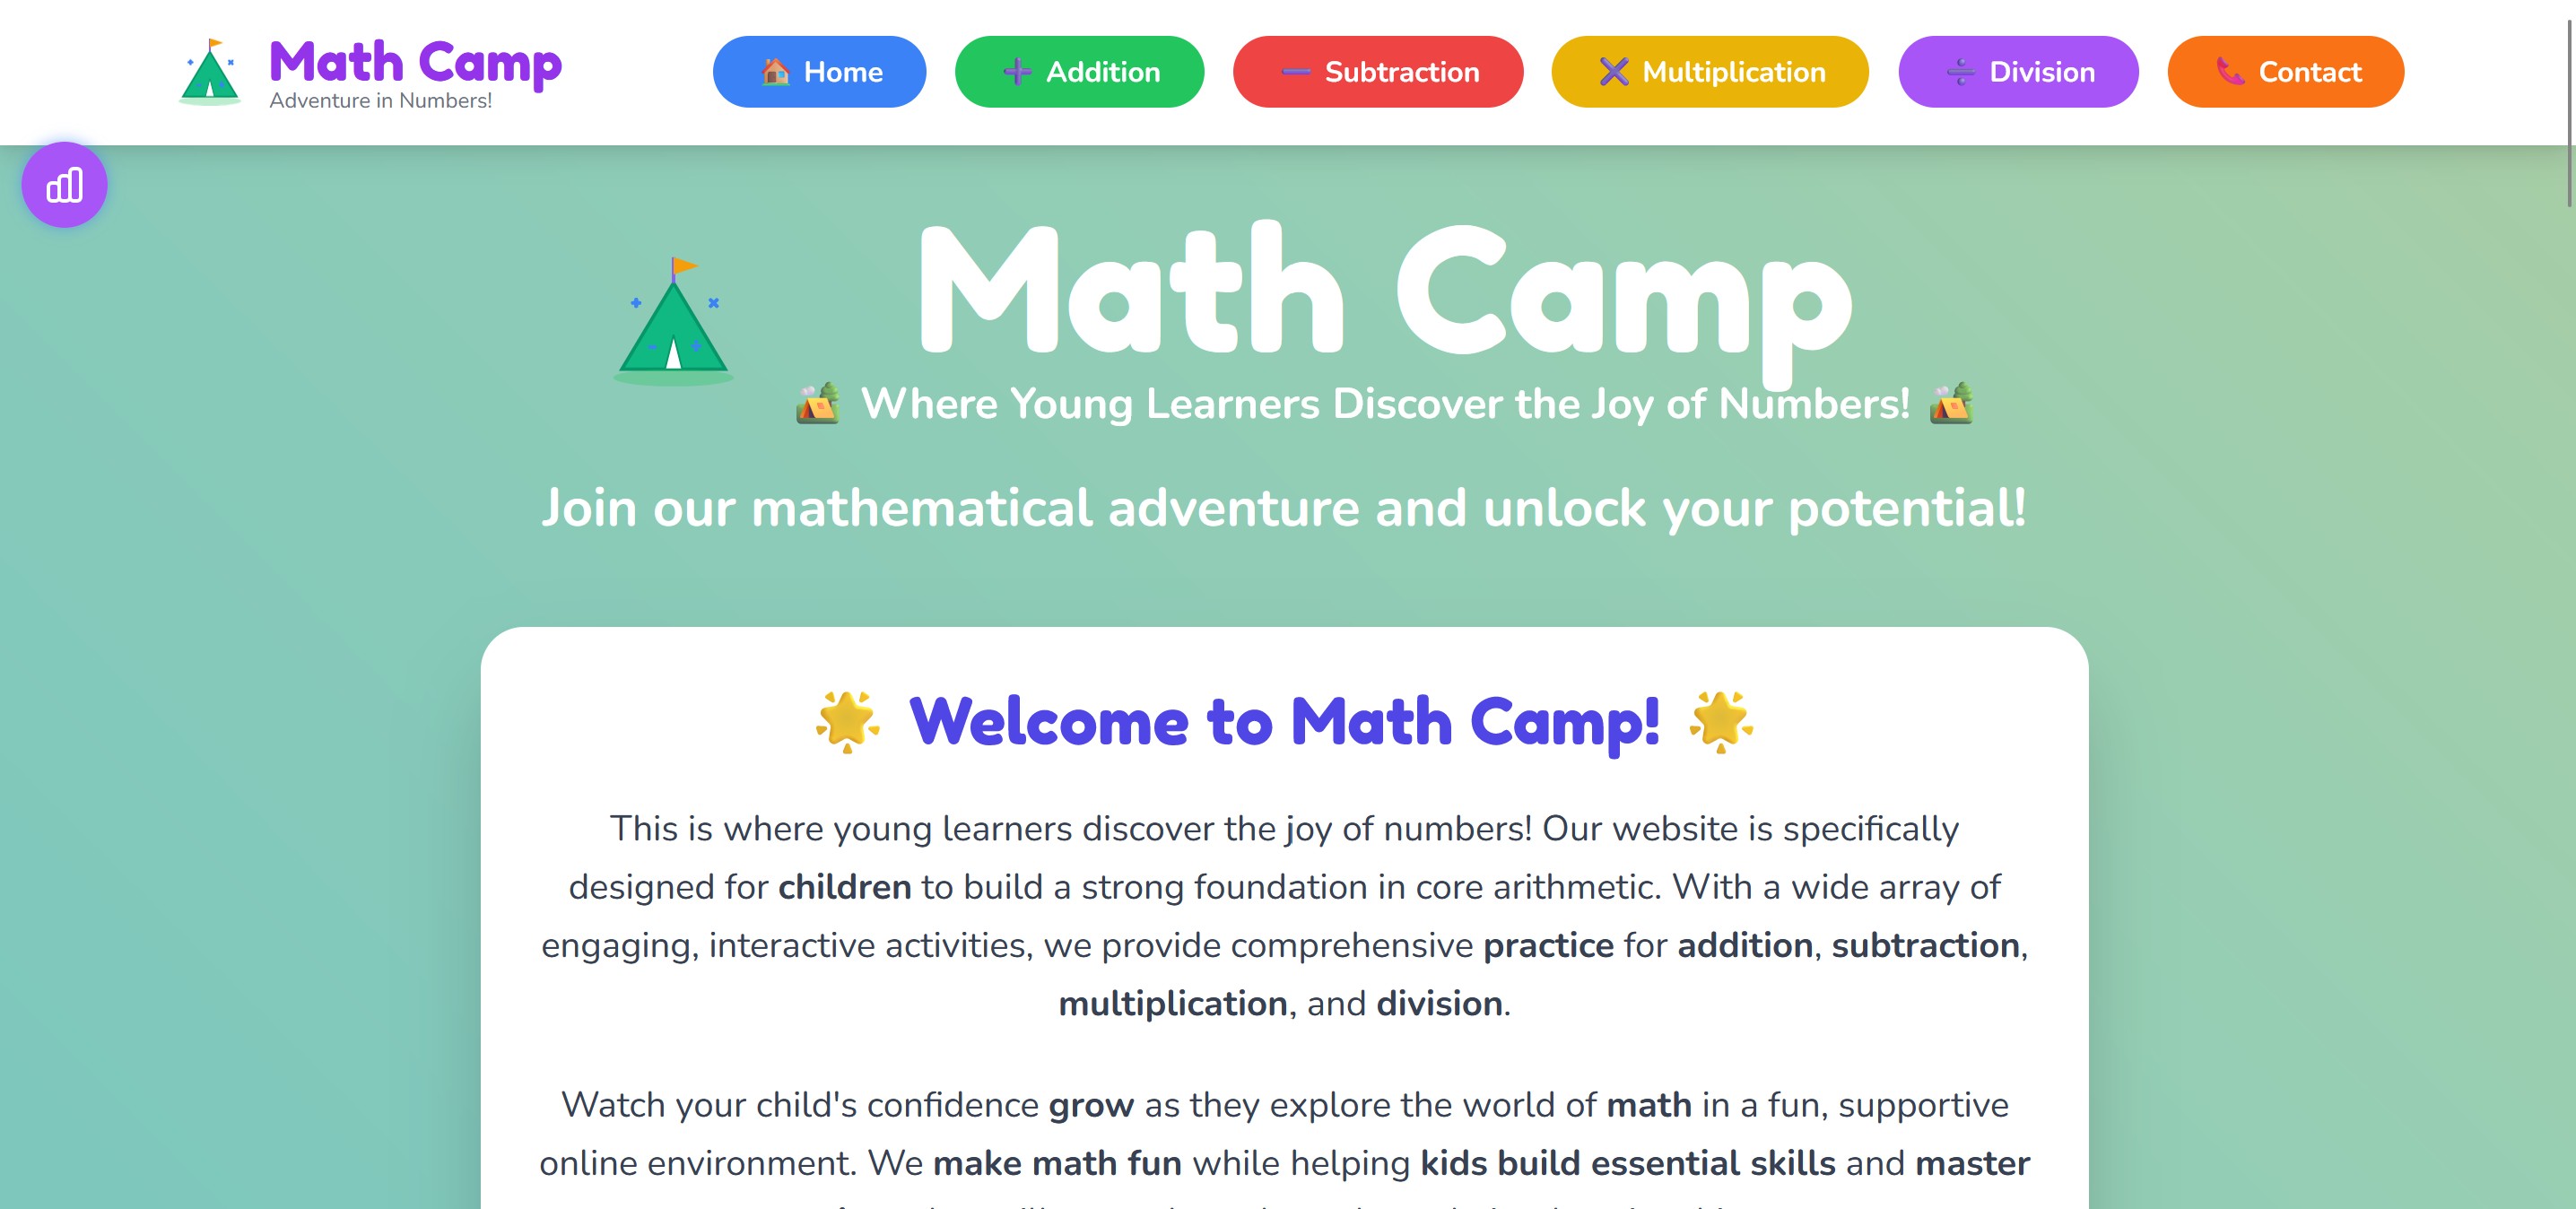 Math Camp
Adventure in Numbers!
Home
Addition
Subtraction
Multiplication
Division
Contact
Math Camp
Where Young Learners Discover the Joy of Numbers!
Join our mathematical adventure and unlock your potential!
Welcome to Math Camp!
This is where young learners discover the joy of numbers! Our website is specifically
designed for children to build a strong foundation in core arithmetic. With a wide array of
engaging, interactive activities, we provide comprehensive practice for addition, subtraction,
multiplication, and division.
Watch your child's confidence grow as they explore the world of math in a fun, supportive
online environment. We make math fun while helping kids build essential skills and master